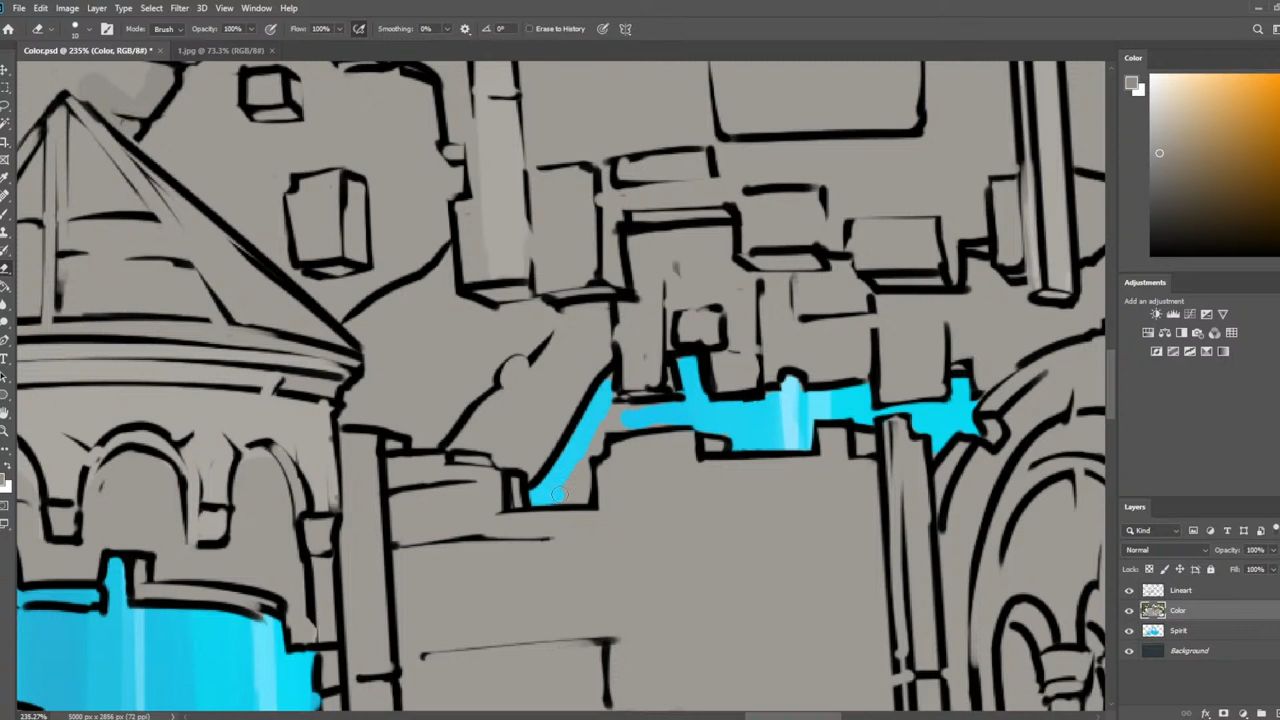 File Edit Image Layer Type Select Filter 3D View Window Help
10 Mode: Brush Opacity: 100% Flow: 100% Smoothing: 0% 0° Erase to History
Color.psd @ 235% (Color, RGB/8#) * × 1.jpg @ 73.3% (RGB/8#) ×
Color
Adjustments
Add an adjustment
Layers
Kind
Normal Opacity: 100%
Lock: Fill: 100%
Lineart
Color
Spirit
Background
235.27% 5000 px x 2856 px (72 ppi)